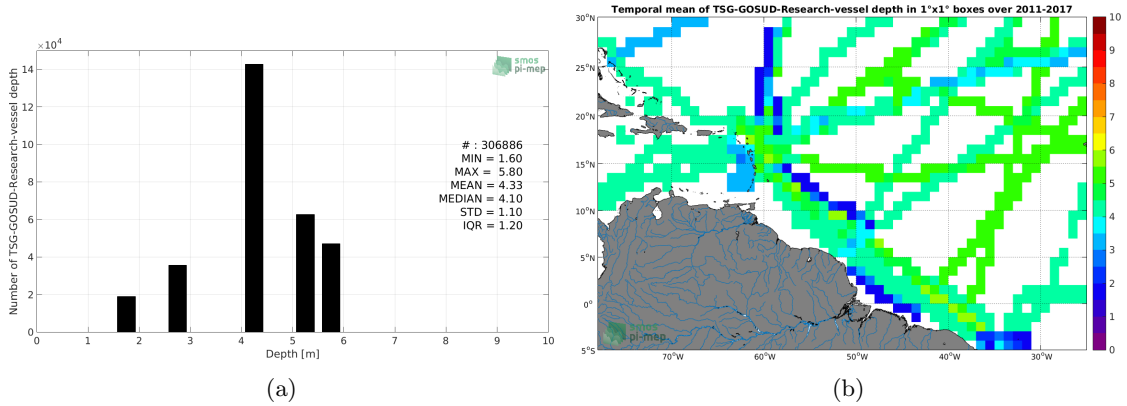 ×10⁴
14
12
10
8
6
4
2
0
Number of TSG-GOSUD-Research-vessel depth
smos
pi-mep
# : 306886
MIN = 1.60
MAX = 5.80
MEAN = 4.33
MEDIAN = 4.10
STD = 1.10
IQR = 1.20
0 1 2 3 4 5 6 7 8 9 10
Depth [m]
(a)
Temporal mean of TSG-GOSUD-Research-vessel depth in 1°x1° boxes over 2011-2017
30°N
25°N
20°N
15°N
10°N
5°N
0°
5°S
smos
pi-mep
70°W 60°W 50°W 40°W 30°W
10
9
8
7
6
5
4
3
2
1
0
(b)